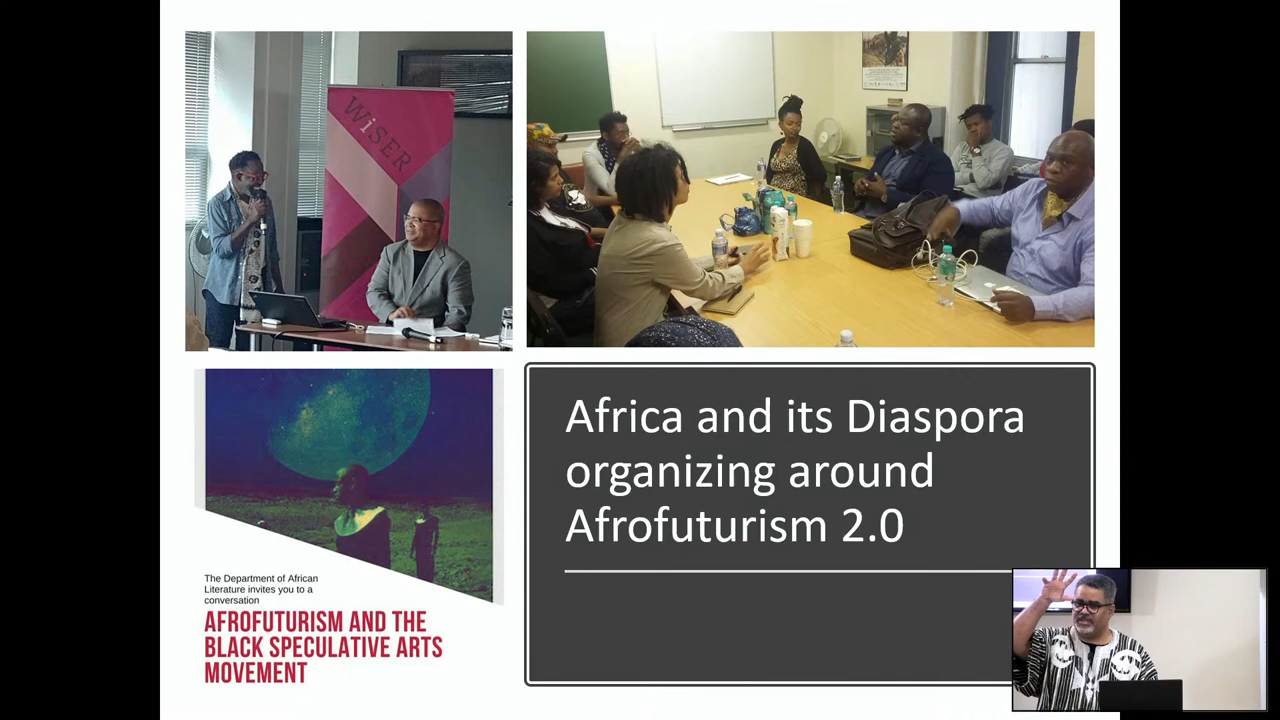 WiSER
Africa and its Diaspora
organizing around
Afrofuturism 2.0
The Department of African
Literature invites you to a
conversation
AFROFUTURISM AND THE
BLACK SPECULATIVE ARTS
MOVEMENT